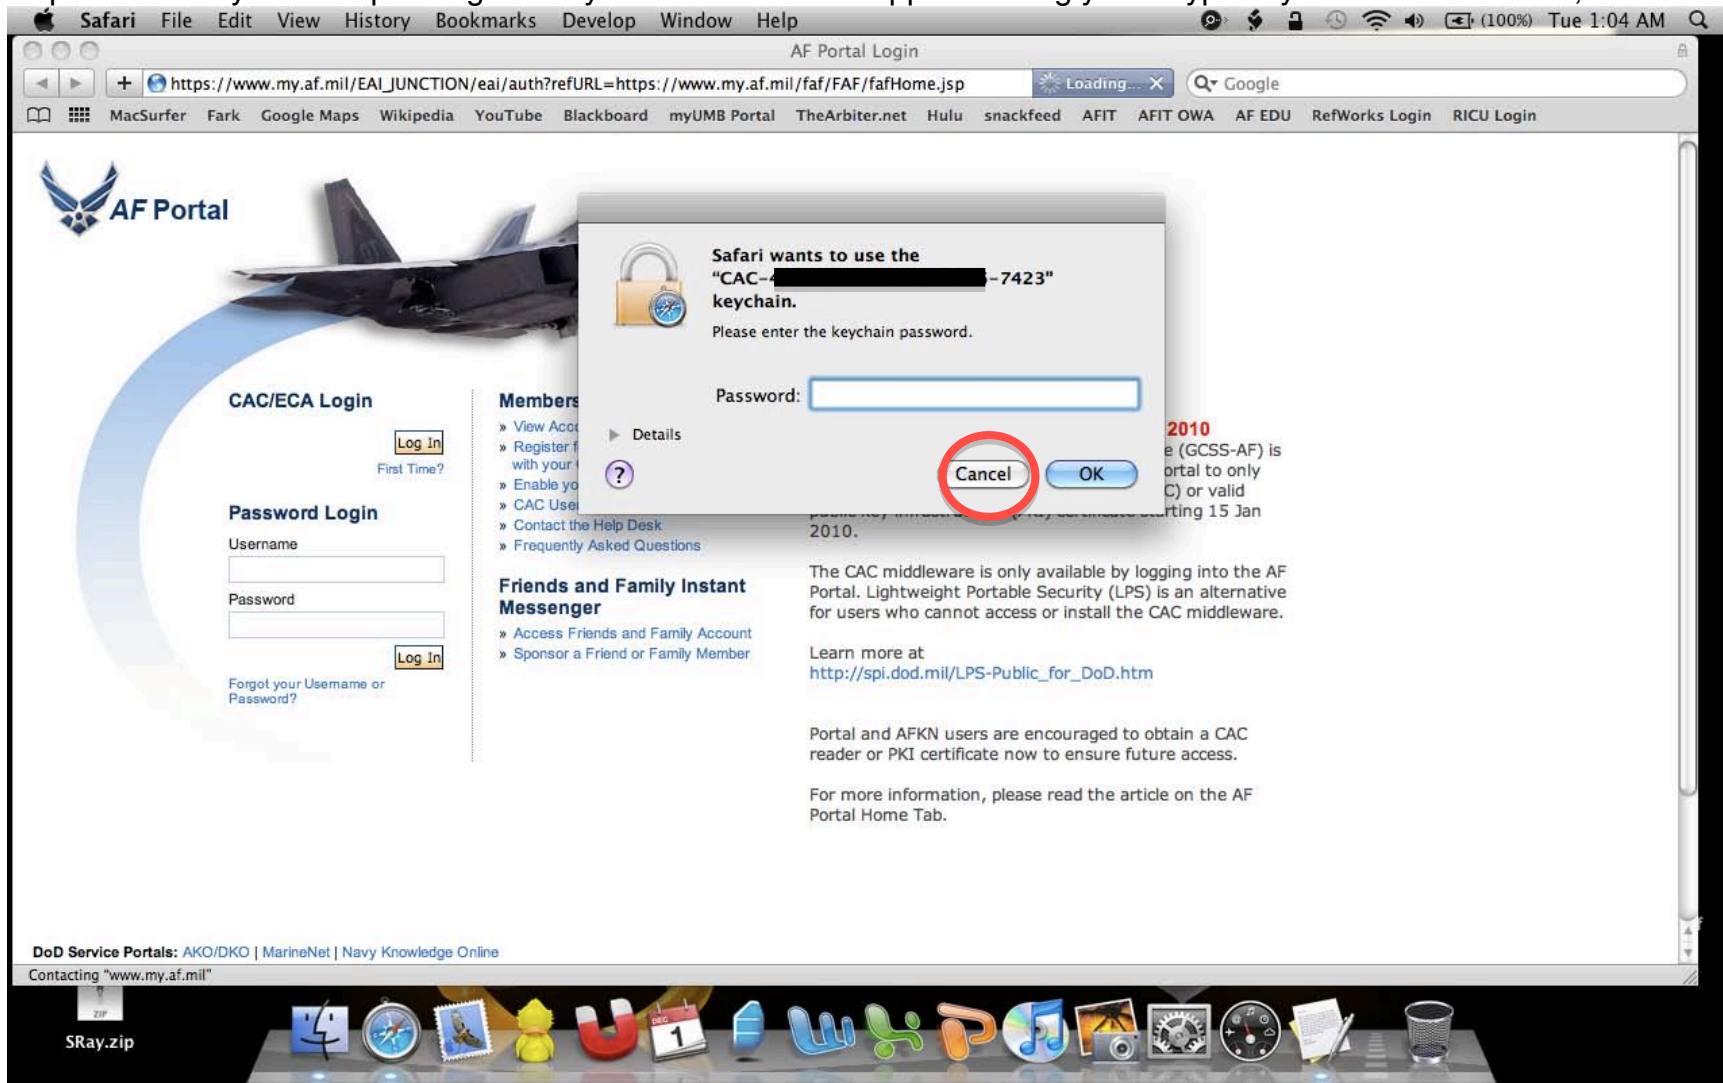 Safari File Edit View History Bookmarks Develop Window Help (100%) Tue 1:04 AM
AF Portal Login
https://www.my.af.mil/EAI_JUNCTION/eai/auth?refURL=https://www.my.af.mil/faf/FAF/fafHome.jsp Loading... Google
MacSurfer Fark Google Maps Wikipedia YouTube Blackboard myUMB Portal TheArbiter.net Hulu snackfeed AFIT AFIT OWA AF EDU RefWorks Login RICU Login
AF Portal
Safari wants to use the
"CAC-4 -7423"
keychain.
Please enter the keychain password.
Password:
Details
?
Cancel OK
CAC/ECA Login
Log In
First Time?
Password Login
Username
Password
Log In
Forgot your Username or
Password?
Members
» View
» Register
with your
» Enable
» CAC
» Contact the Help Desk
» Frequently Asked Questions
Friends and Family Instant
Messenger
» Access Friends and Family Account
» Sponsor a Friend or Family Member
2010
(GCSS-AF) is
to only
or valid
starting 15 Jan
2010.
The CAC middleware is only available by logging into the AF
Portal. Lightweight Portable Security (LPS) is an alternative
for users who cannot access or install the CAC middleware.
Learn more at
http://spi.dod.mil/LPS-Public_for_DoD.htm
Portal and AFKN users are encouraged to obtain a CAC
reader or PKI certificate now to ensure future access.
For more information, please read the article on the AF
Portal Home Tab.
DoD Service Portals: AKO/DKO | MarineNet | Navy Knowledge Online
Contacting "www.my.af.mil"
ZIP
SRay.zip
DEC
1